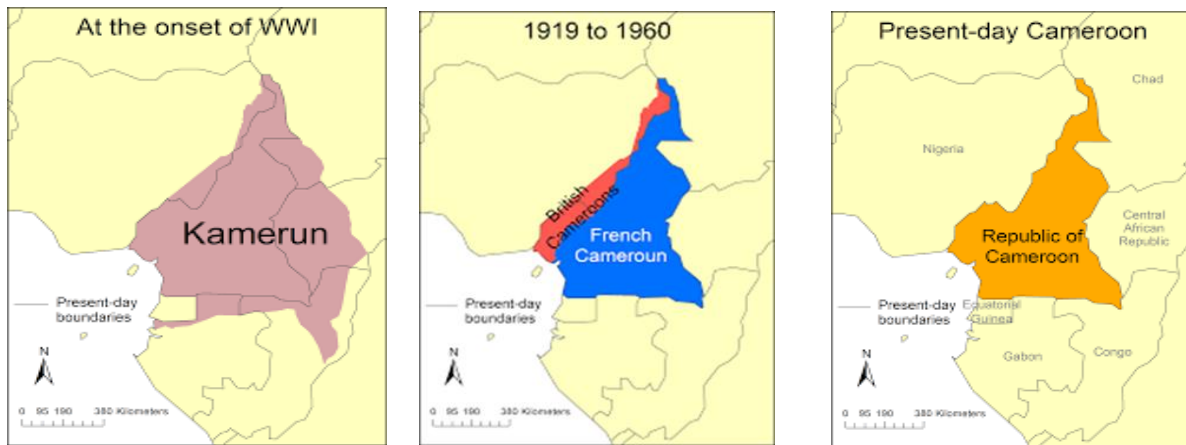 At the onset of WWI
Kamerun
Present-day
boundaries
N
0 95 190 380 Kilometers
1919 to 1960
British
Cameroons
French
Cameroun
Present-day
boundaries
N
0 95 190 380 Kilometers
Present-day Cameroon
Chad
Nigeria
Central
African
Republic
Republic of
Cameroon
Present-day
boundaries
Equatorial
Guinea
Gabon
Congo
N
0 95 190 380 Kilometers